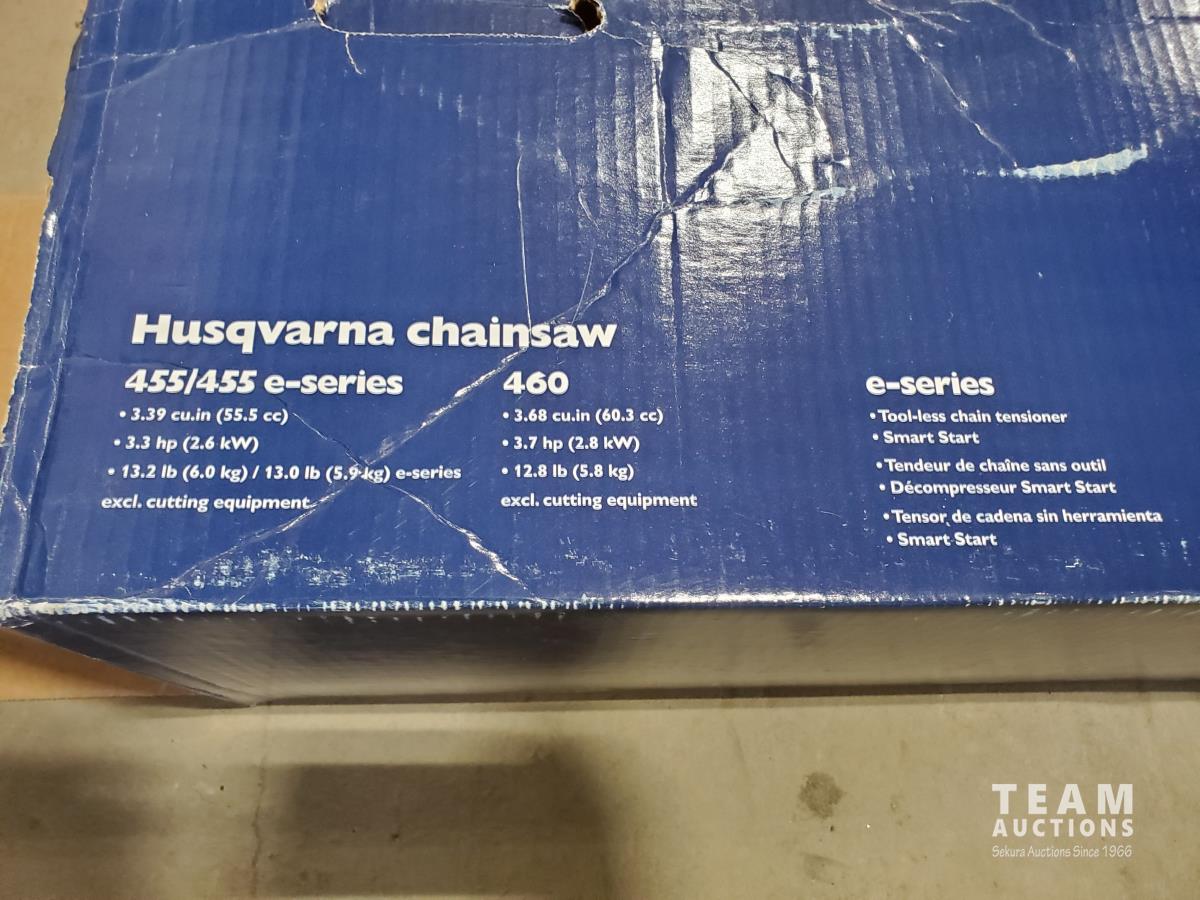 Husqvarna chainsaw
455/455 e-series
• 3.39 cu.in (55.5 cc)
• 3.3 hp (2.6 kW)
• 13.2 lb (6.0 kg) / 13.0 lb (5.9 kg) e-series
excl. cutting equipment
460
• 3.68 cu.in (60.3 cc)
• 3.7 hp (2.8 kW)
• 12.8 lb (5.8 kg)
excl. cutting equipment
e-series
• Tool-less chain tensioner
• Smart Start
• Tendeur de chaîne sans outil
• Décompresseur Smart Start
• Tensor de cadena sin herramienta
• Smart Start
TEAM
AUCTIONS
Sekura Auctions Since 1966